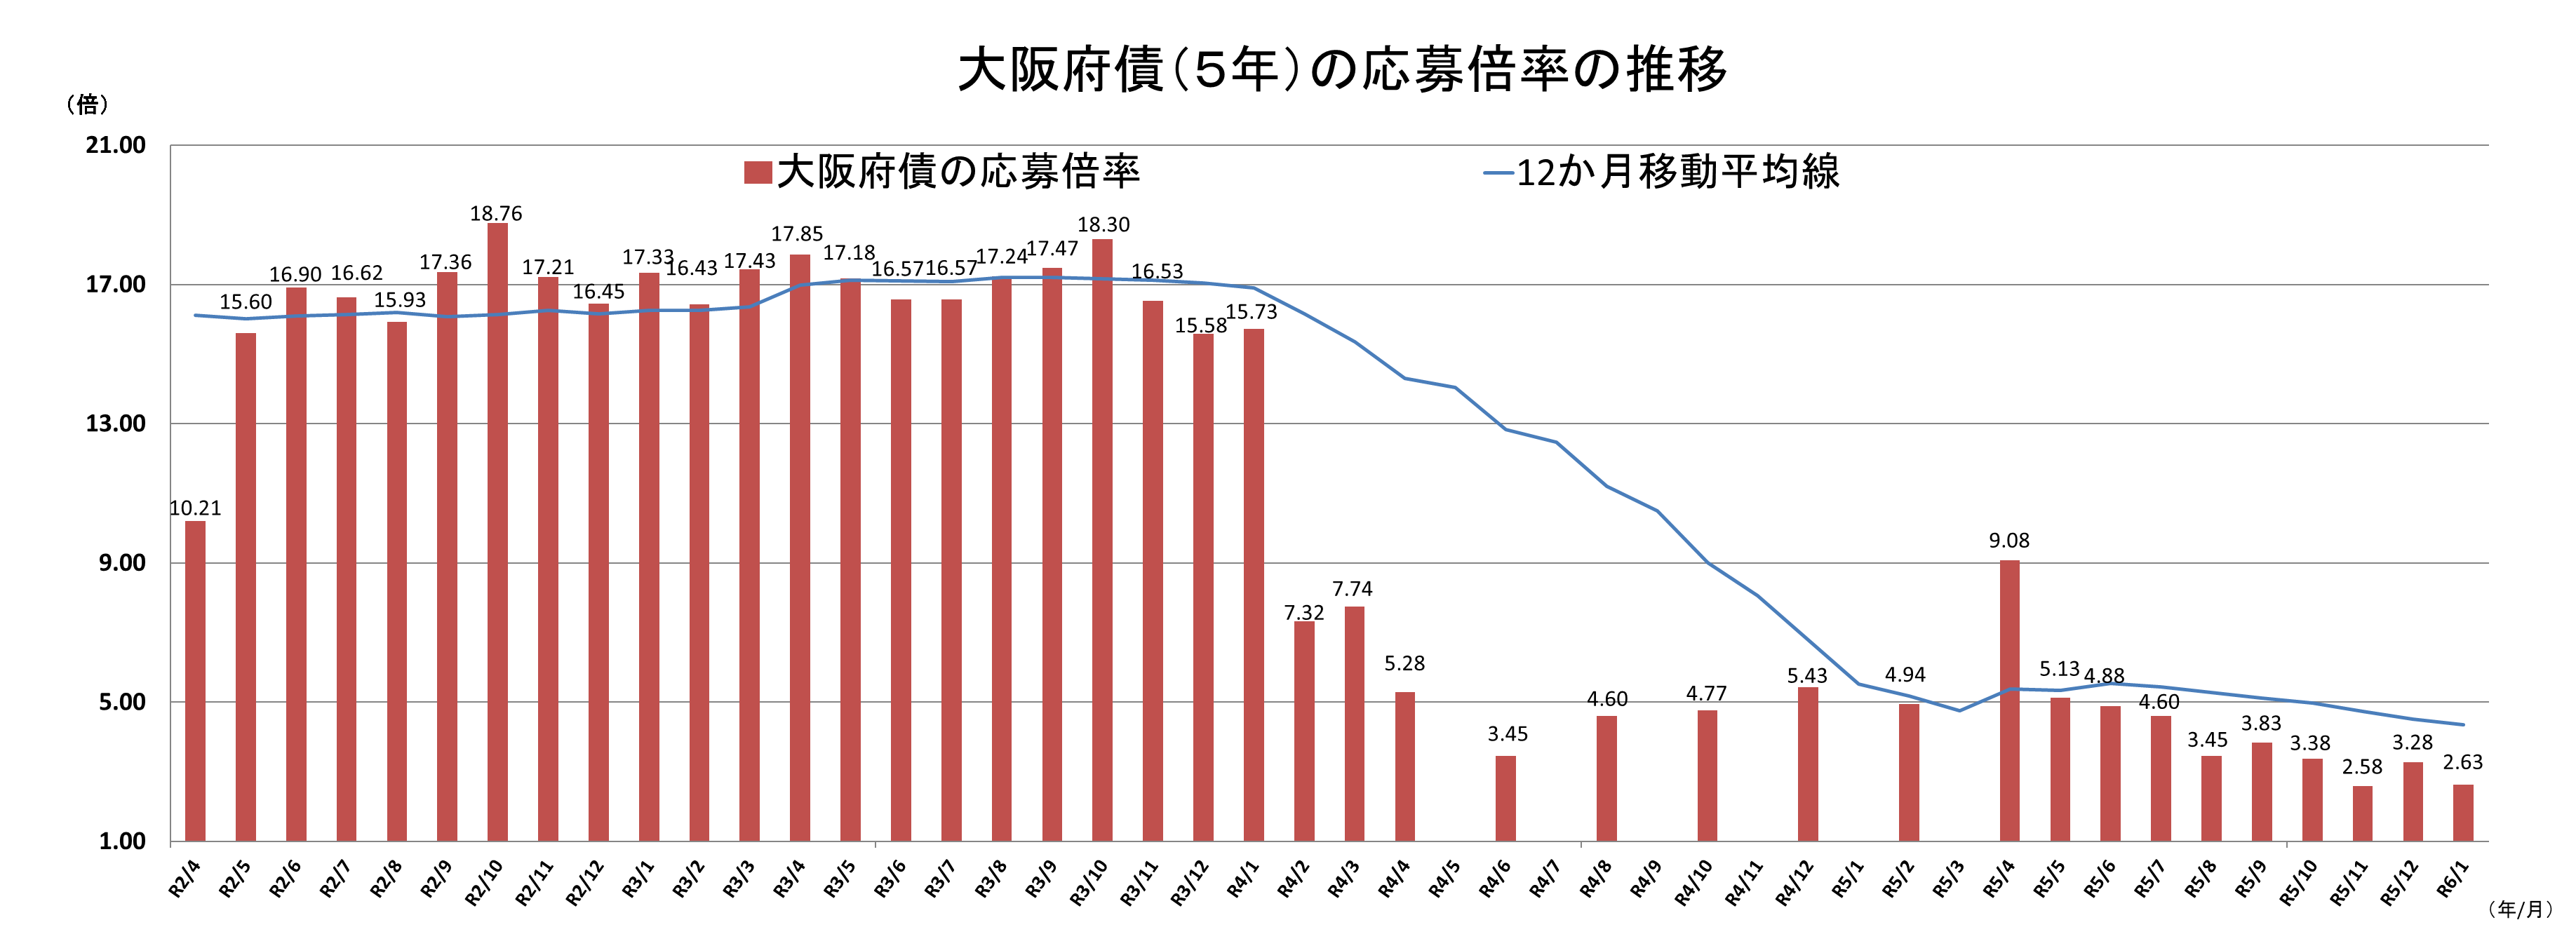 大阪府債（５年）の応募倍率の推移
（倍）
大阪府債の応募倍率 12か月移動平均線
21.00
17.00
13.00
9.00
5.00
1.00
10.21 15.60 16.90 16.62 15.93 17.36 18.76 17.21 16.45 17.33 16.43 17.43 17.85 17.18 16.57 16.57 17.24 17.47 18.30 16.53 15.58 15.73 7.32 7.74 5.28 3.45 4.60 4.77 5.43 4.94 9.08 5.13 4.88 4.60 3.45 3.83 3.38 2.58 3.28 2.63
R2/4 R2/5 R2/6 R2/7 R2/8 R2/9 R2/10 R2/11 R2/12 R3/1 R3/2 R3/3 R3/4 R3/5 R3/6 R3/7 R3/8 R3/9 R3/10 R3/11 R3/12 R4/1 R4/2 R4/3 R4/4 R4/5 R4/6 R4/7 R4/8 R4/9 R4/10 R4/11 R4/12 R5/1 R5/2 R5/3 R5/4 R5/5 R5/6 R5/7 R5/8 R5/9 R5/10 R5/11 R5/12 R6/1
（年/月）